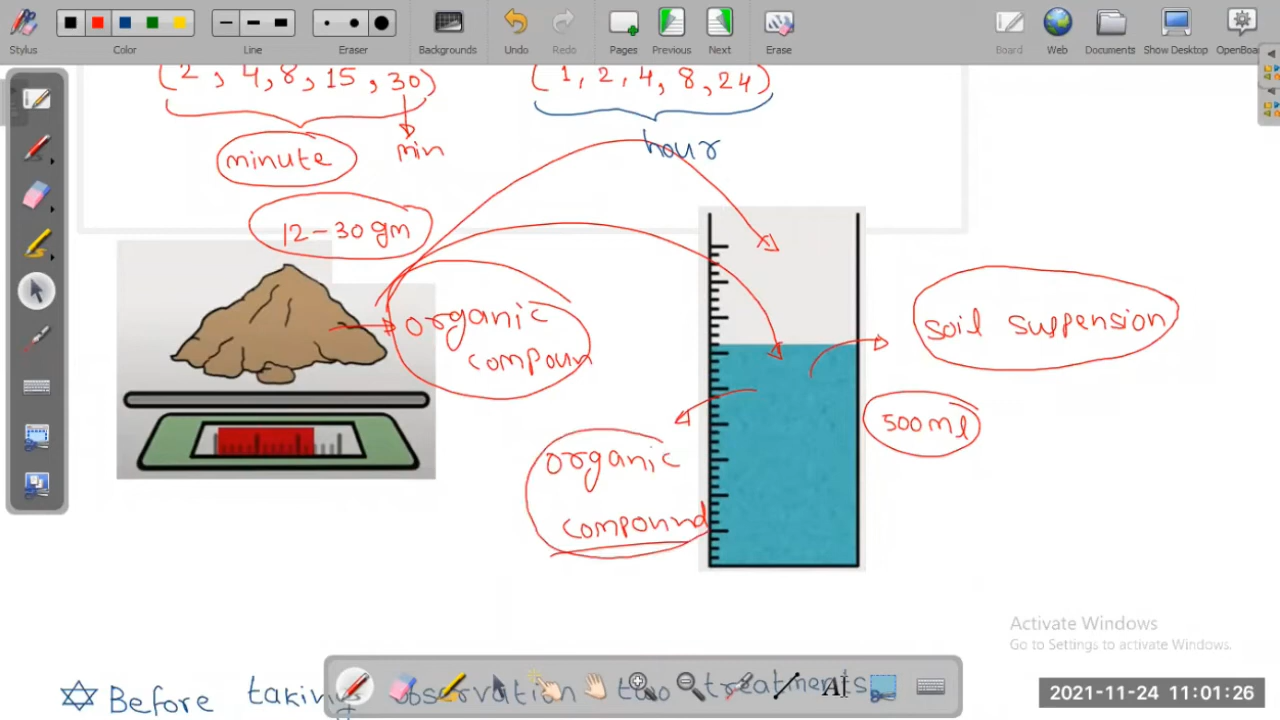 Stylus
Color
Line
Eraser
Backgrounds
Undo
Redo
Pages
Previous
Next
Erase
Board
Web
Documents
Show Desktop
OpenBoa
(2, 4, 8, 15, 30)
(1, 2, 4, 8, 24)
minute
min
hour
12-30 gm
organic
compoun
soil suspension
500ml
organic
compound
Activate Windows
Go to Settings to activate Windows.
Before taking observation two treatments
2021-11-24 11:01:26